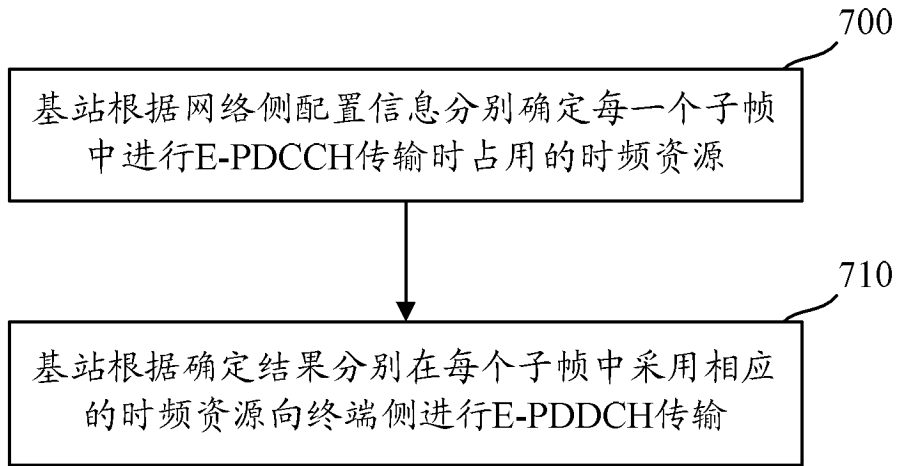 700
基站根据网络侧配置信息分别确定每一个子帧
中进行E-PDCCH传输时占用的时频资源
710
基站根据确定结果分别在每个子帧中采用相应
的时频资源向终端侧进行E-PDDCH传输